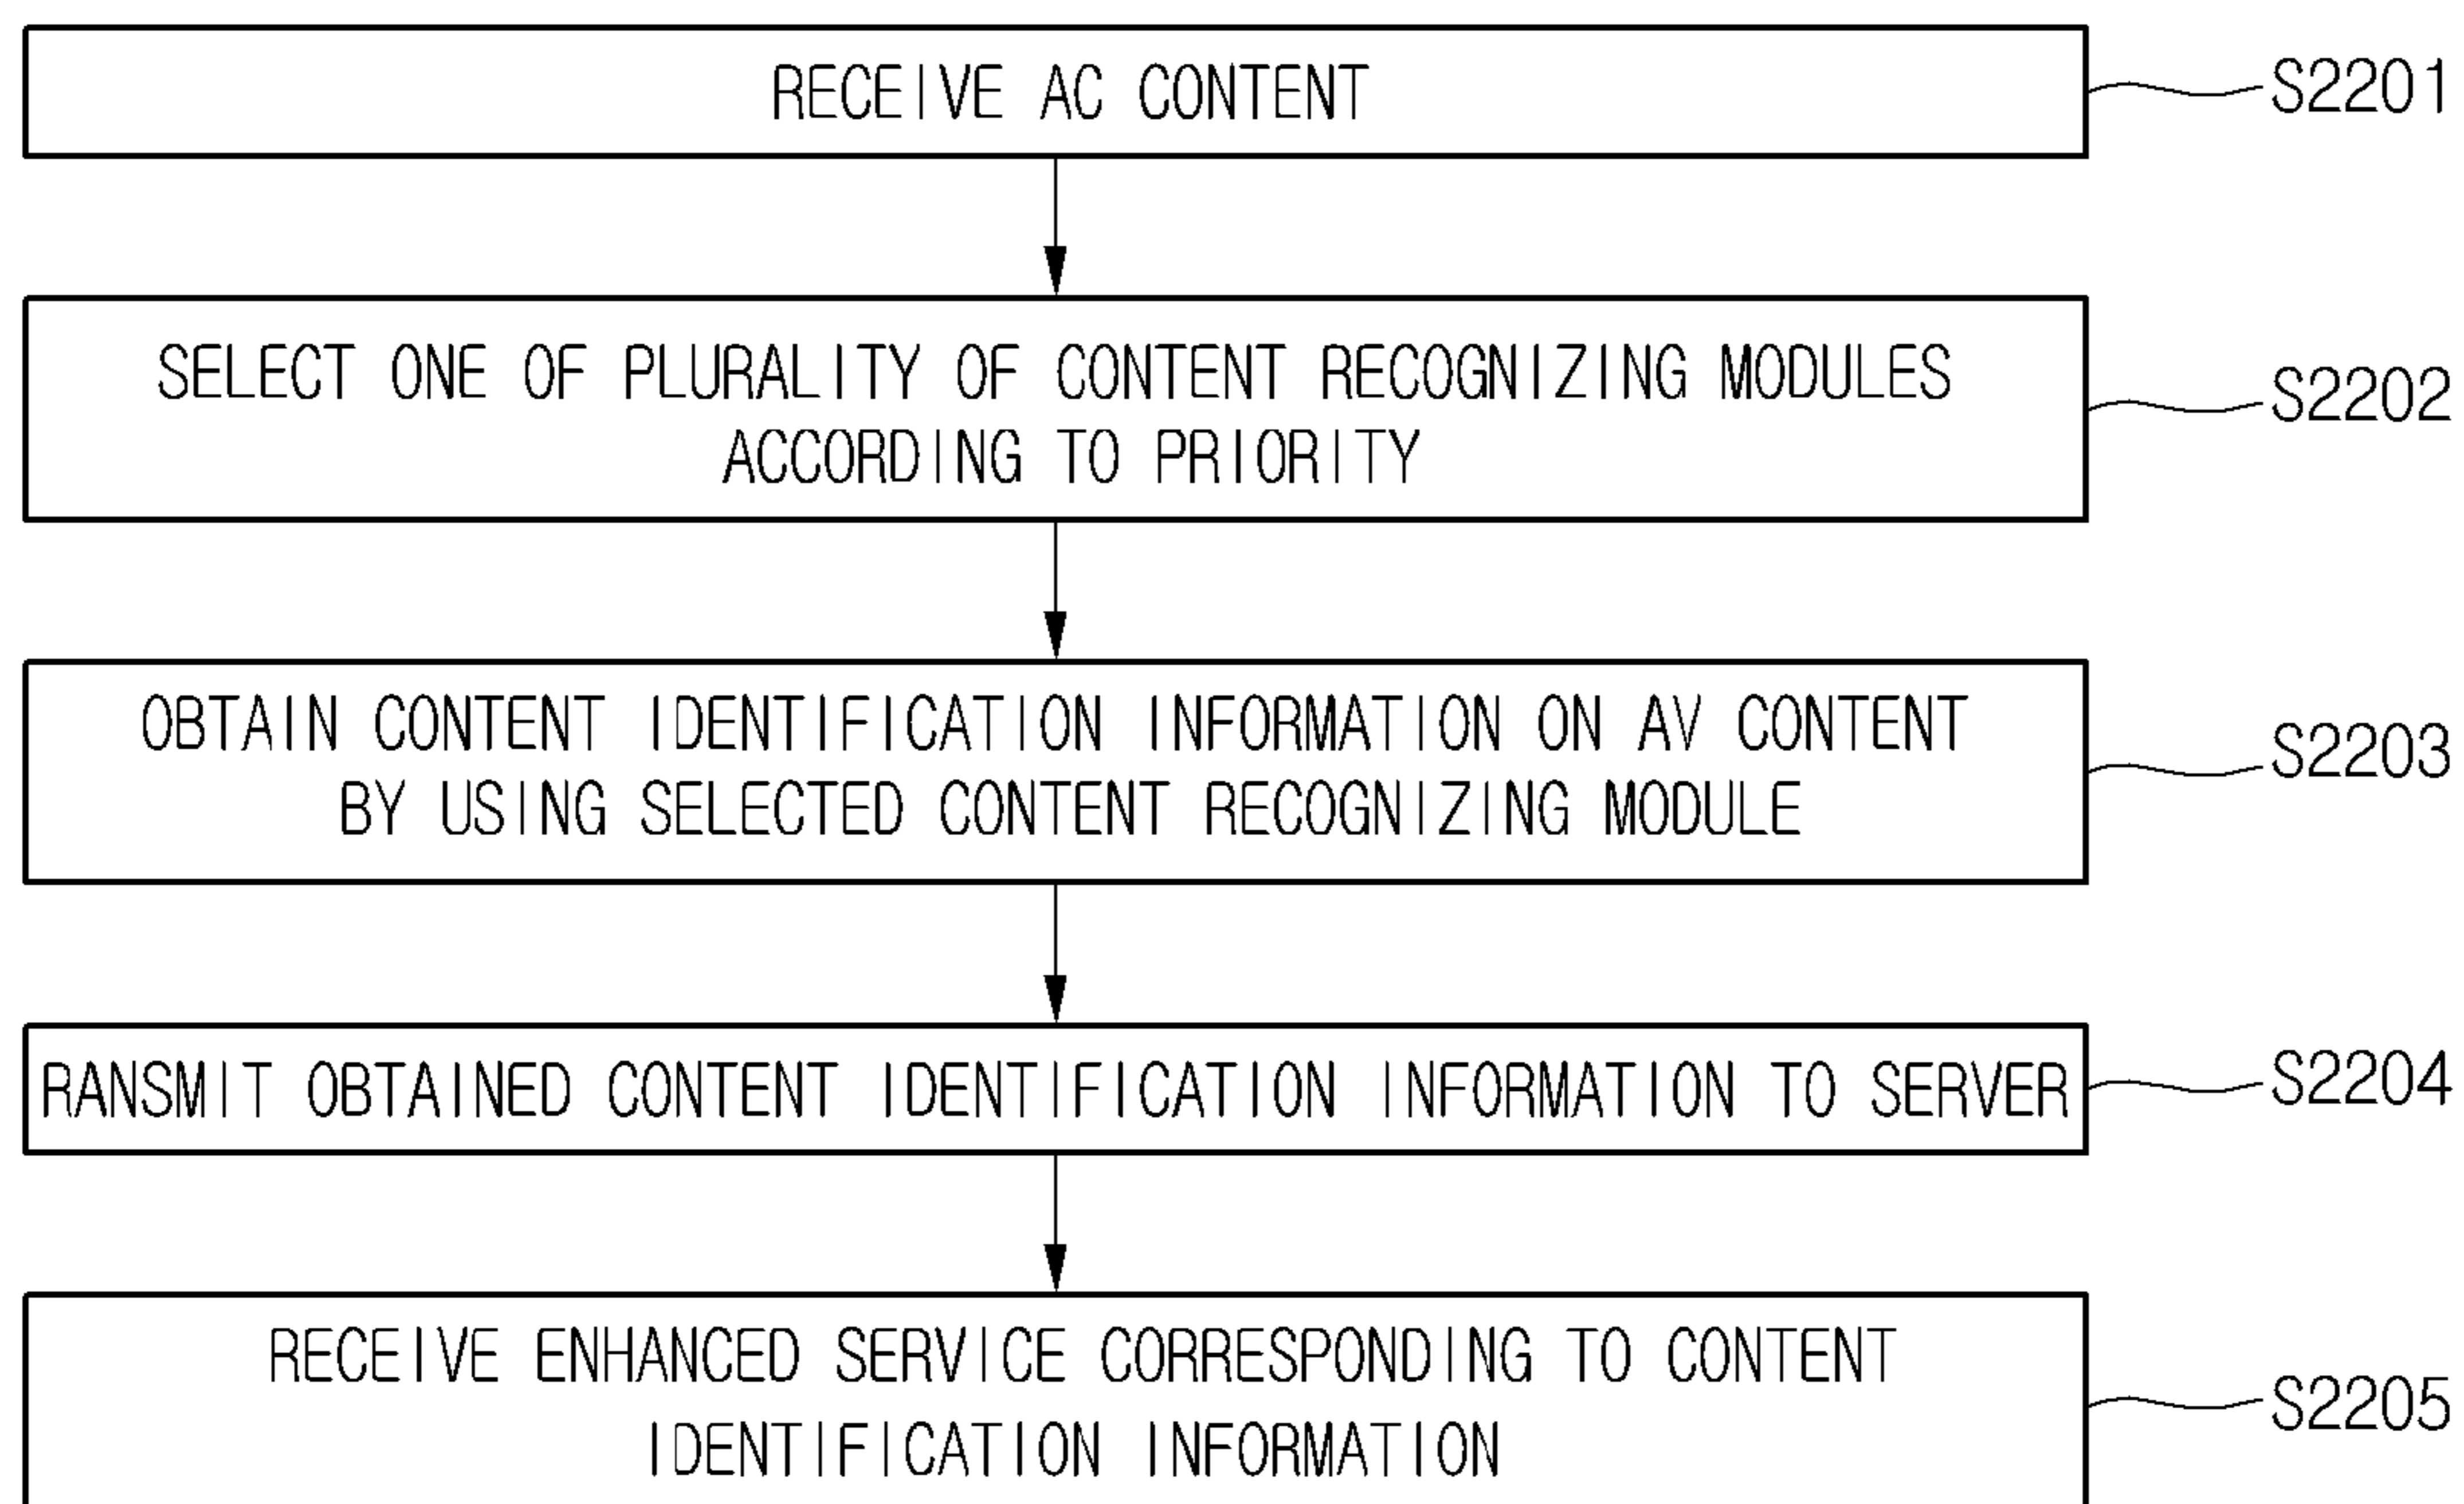 RECEIVE AC CONTENT
S2201
SELECT ONE OF PLURALITY OF CONTENT RECOGNIZING MODULES
ACCORDING TO PRIORITY
S2202
OBTAIN CONTENT IDENTIFICATION INFORMATION ON AV CONTENT
BY USING SELECTED CONTENT RECOGNIZING MODULE
S2203
RANSMIT OBTAINED CONTENT IDENTIFICATION INFORMATION TO SERVER
S2204
RECEIVE ENHANCED SERVICE CORRESPONDING TO CONTENT
IDENTIFICATION INFORMATION
S2205